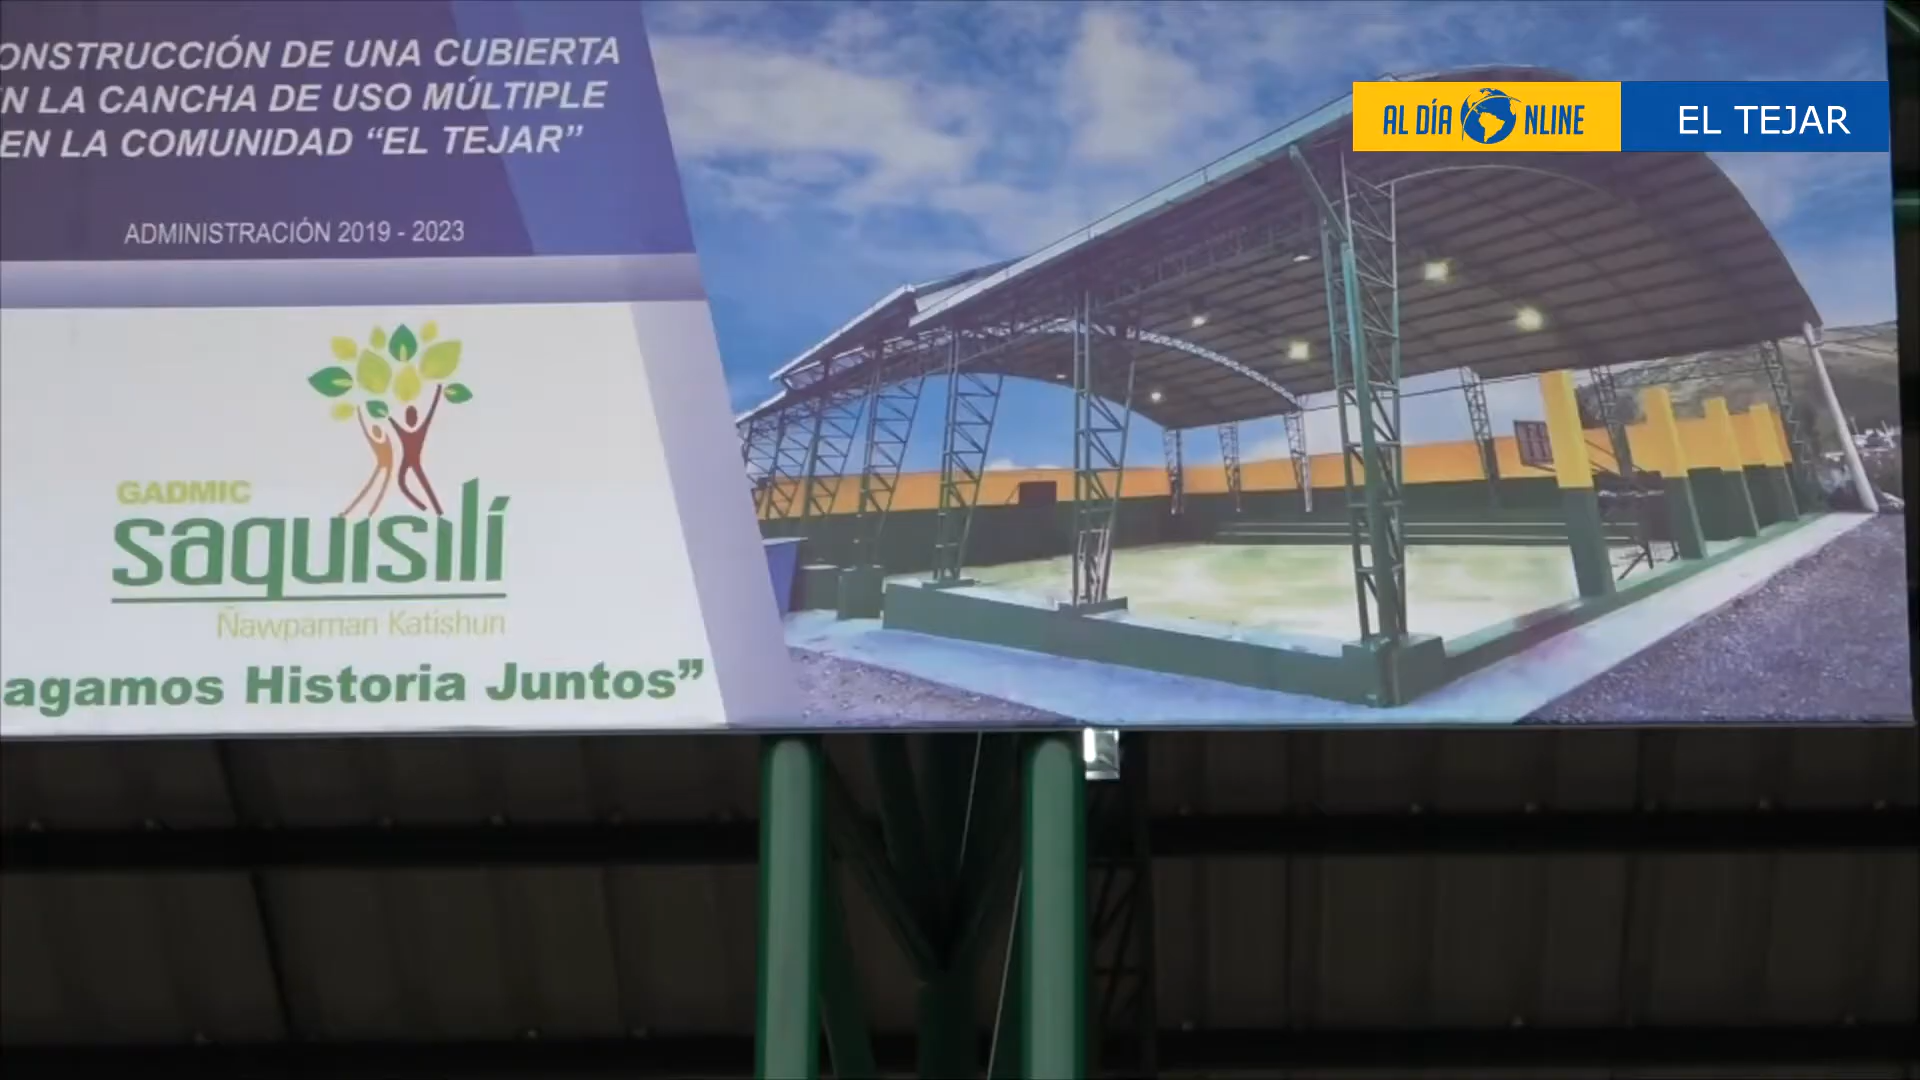 ONSTRUCCIÓN DE UNA CUBIERTA
N LA CANCHA DE USO MÚLTIPLE
EN LA COMUNIDAD “EL TEJAR”
ADMINISTRACIÓN 2019 - 2023
GADMIC
saquisilí
Ñawpaman Katishun
agamos Historia Juntos”
AL DÍA ONLINE
EL TEJAR